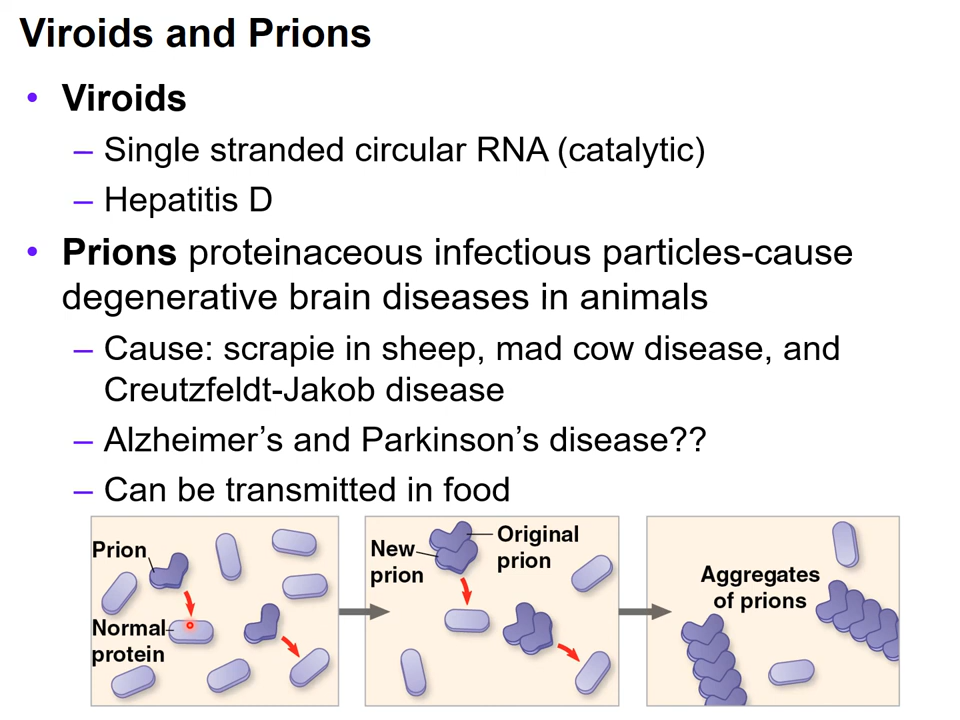 Viroids and Prions
• Viroids
– Single stranded circular RNA (catalytic)
– Hepatitis D
• Prions proteinaceous infectious particles-cause
degenerative brain diseases in animals
– Cause: scrapie in sheep, mad cow disease, and
Creutzfeldt-Jakob disease
– Alzheimer’s and Parkinson’s disease??
– Can be transmitted in food
Prion
Normal
protein
New
prion
Original
prion
Aggregates
of prions